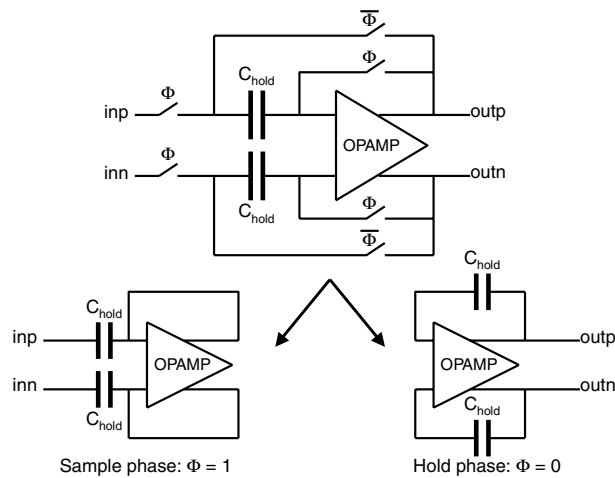 Φ̅
Φ
C_hold
Φ
inp
outp
OPAMP
Φ
inn
outn
C_hold
Φ
Φ̅
C_hold
C_hold
inp
outp
OPAMP
OPAMP
inn
outn
C_hold
C_hold
Sample phase: Φ = 1
Hold phase: Φ = 0